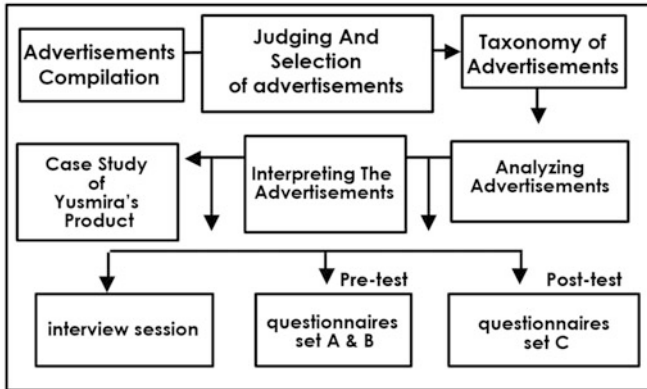 Advertisements
Compilation
Judging And
Selection
of advertisements
Taxonomy of
Advertisements
Case Study
of
Yusmira's
Product
Interpreting The
Advertisements
Analyzing
Advertisements
interview session
Pre-test
questionnaires
set A & B
Post-test
questionnaires
set C